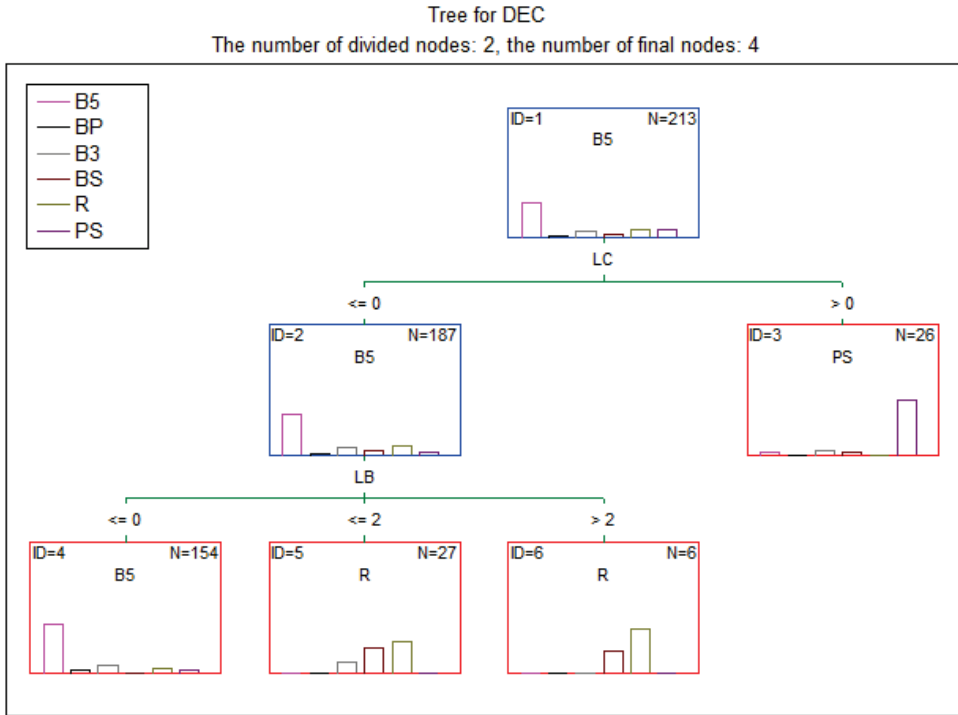 Tree for DEC
The number of divided nodes: 2, the number of final nodes: 4
B5
BP
B3
BS
R
PS
ID=1 N=213
B5
LC
<= 0 > 0
ID=2 N=187
B5
ID=3 N=26
PS
LB
<= 0 <= 2 > 2
ID=4 N=154
B5
ID=5 N=27
R
ID=6 N=6
R